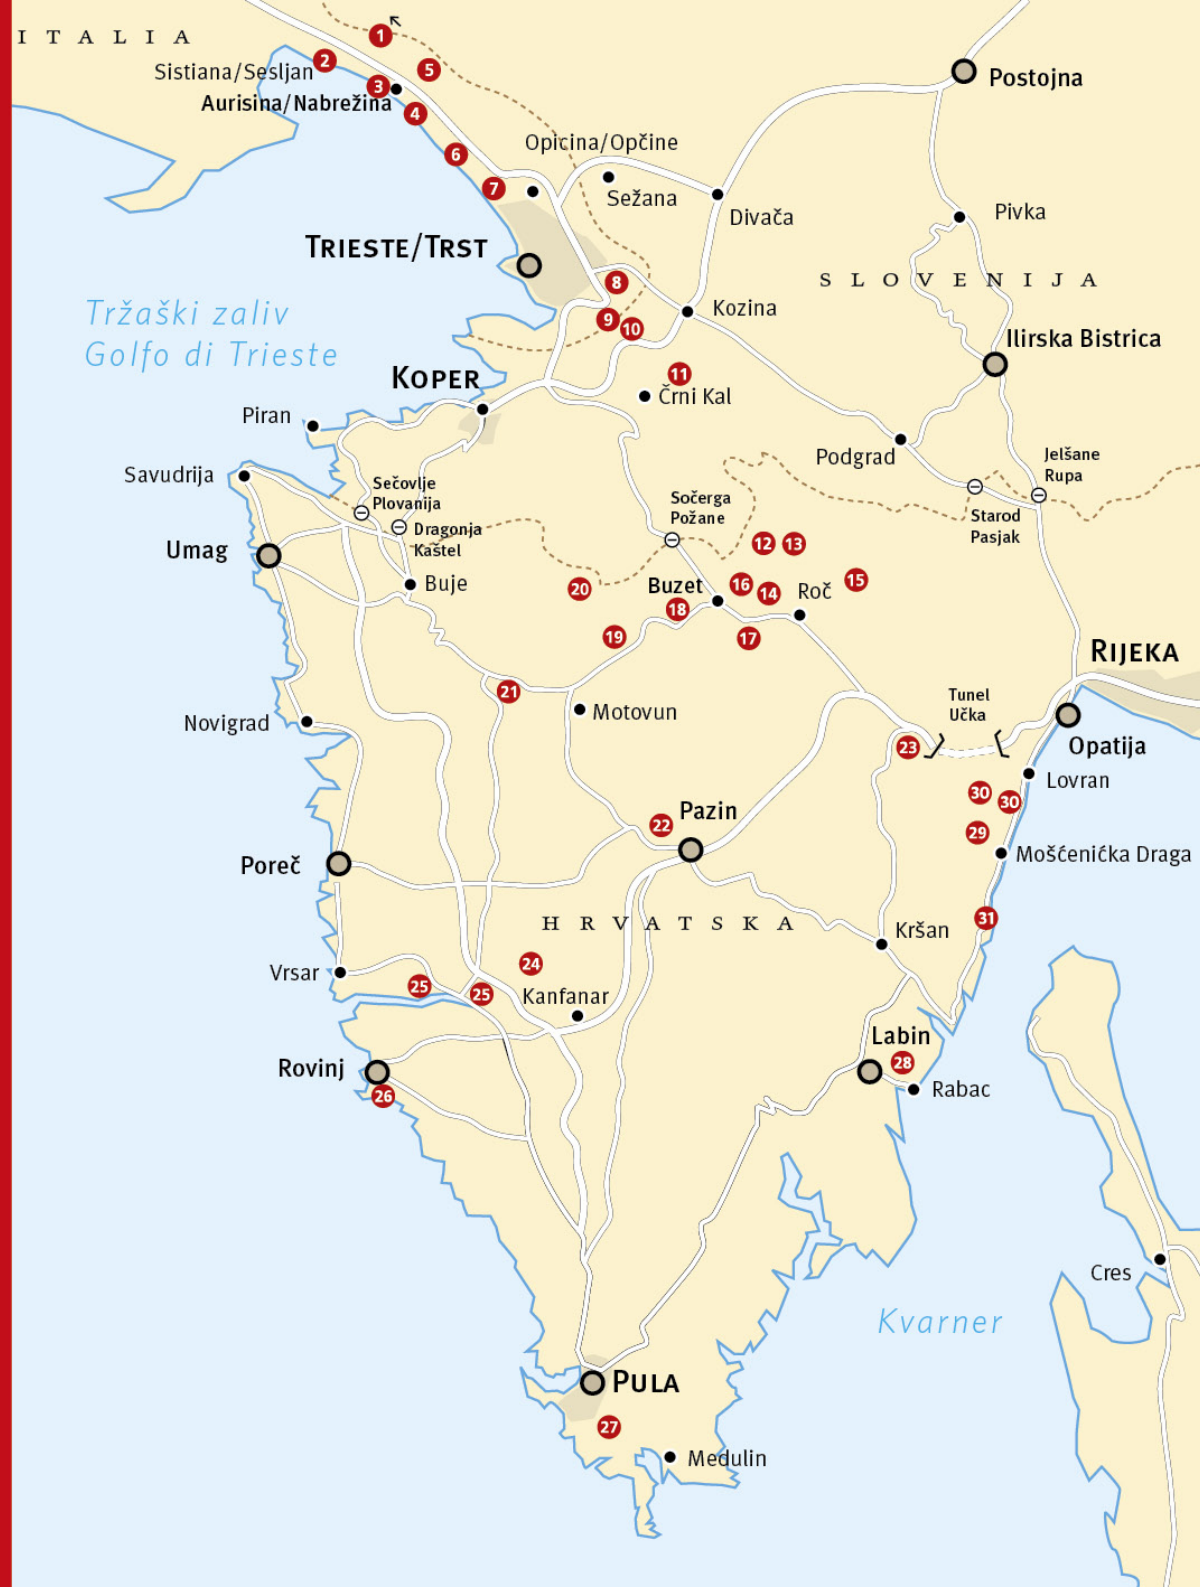 ITALIA
1
2
5
Sistiana/Sesljan
3
Aurisina/Nabrežina
4
Postojna
6
Opicina/Opčine
7
Sežana
Divača
Pivka
TRIESTE/TRST
8
SLOVENIJA
Tržaški zaliv
Golfo di Trieste
9
10
Kozina
Ilirska Bistrica
KOPER
11
Črni Kal
Piran
Podgrad
Jelšane
Rupa
Savudrija
Sečovlje
Plovanija
Sočerga
Požane
Starod
Pasjak
Dragonja
Kaštel
12
13
Umag
Buje
20
Buzet
16
14
Roč
15
18
19
17
RIJEKA
21
Motovun
Tunel
Učka
Novigrad
23
Opatija
Lovran
30
30
22
Pazin
29
Poreč
Mošćenićka Draga
HRVATSKA
31
Kršan
24
Vrsar
25
25
Kanfanar
Labin
28
Rovinj
26
Rabac
Cres
Kvarner
PULA
27
Medulin